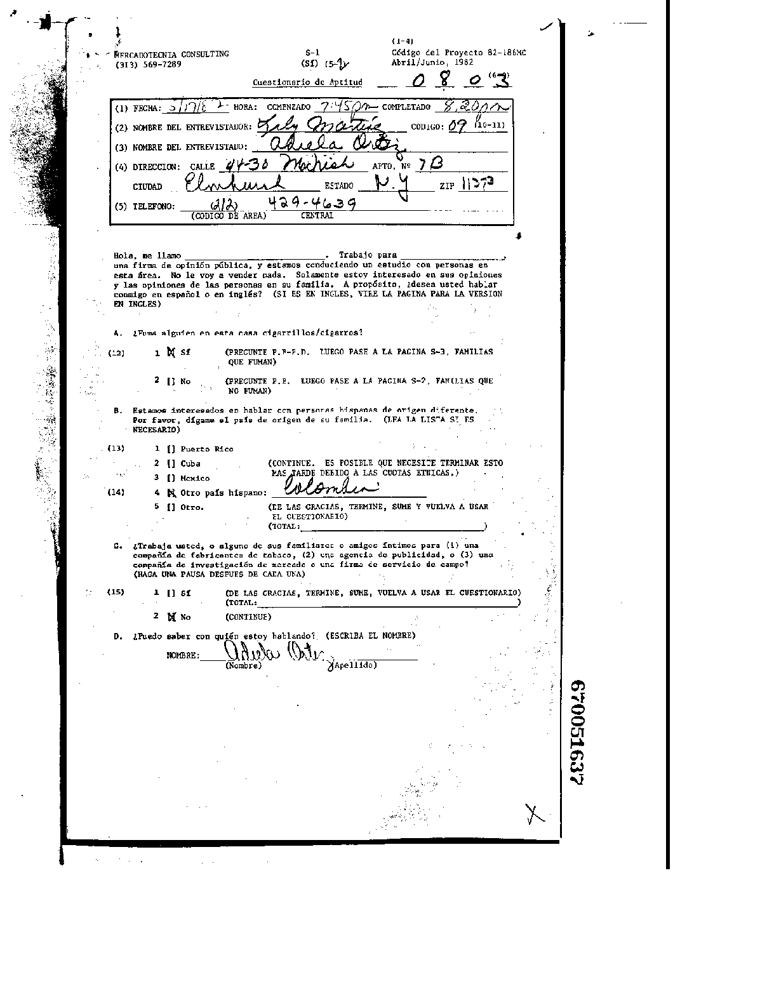 (1-4)
MERCADOTECNIA CONSULTING S-1 Código del Proyecto 82-186MC
(313) 569-7289 (Sf) (5- Abril/Junio, 1982
Cuestionario de Aptitud 0 8 0 3
(1) FECHA: 5/17/82 HORA: COMENZADO 7:45pm COMPLETADO 8:20pm
(2) NOMBRE DEL ENTREVISTADOR: CODIGO: 09 (10-11)
(3) NOMBRE DEL ENTREVISTADO: Adiela Ortiz
(4) DIRECCION: CALLE 44-30 APTO. Nº 7B
CIUDAD Elmhurst ESTADO N.Y ZIP 11373
(5) TELEFONO: (212) 429-4639
(CODIGO DE AREA) CENTRAL
Hola, me llamo . Trabajo para ,
una firma de opinión pública, y estamos conduciendo un estudio con personas en
esta área. No le voy a vender nada. Solamente estoy interesado en sus opiniones
y las opiniones de las personas en su familia. A propósito, ¿desea usted hablar
conmigo en español o en inglés? (SI ES EN INGLES, VIRE LA PAGINA PARA LA VERSION
EN INGLES)
A. ¿Fuma alguien en esta casa cigarrillos/cigarros?
(12) 1 [X] Sf (PREGUNTE P.B-P.D. LUEGO PASE A LA PAGINA S-3, FAMILIAS
QUE FUMAN)
2 [] No (PREGUNTE P.B. LUEGO PASE A LA PAGINA S-2, FAMILIAS QUE
NO FUMAN)
B. Estamos interesados en hablar con personas hispanas de origen diferente.
Por favor, dígame el país de origen de su familia. (LEA LA LISTA SI ES
NECESARIO)
(13) 1 [] Puerto Rico
2 [] Cuba (CONTINUE. ES POSIBLE QUE NECESITE TERMINAR ESTO
3 [] Mexico MAS TARDE DEBIDO A LAS CUOTAS ETNICAS.)
(14) 4 [X] Otro país hispano: Colombia
5 [] Otro. (DE LAS GRACIAS, TERMINE, SUME Y VUELVA A USAR
EL CUESTIONARIO)
(TOTAL: )
C. ¿Trabaja usted, o alguno de sus familiares o amigos íntimos para (1) una
compañía de fabricantes de tabaco, (2) una agencia de publicidad, o (3) una
compañía de investigación de mercado o una firma de servicio de campo?
(HAGA UNA PAUSA DESPUES DE CADA UNA)
(15) 1 [] Sf (DE LAS GRACIAS, TERMINE, SUME, VUELVA A USAR EL CUESTIONARIO)
(TOTAL: )
2 [X] No (CONTINUE)
D. ¿Puedo saber con quién estoy hablando? (ESCRIBA EL NOMBRE)
NOMBRE: Adiela Ortiz
(Nombre) (Apellido)
670051637
X